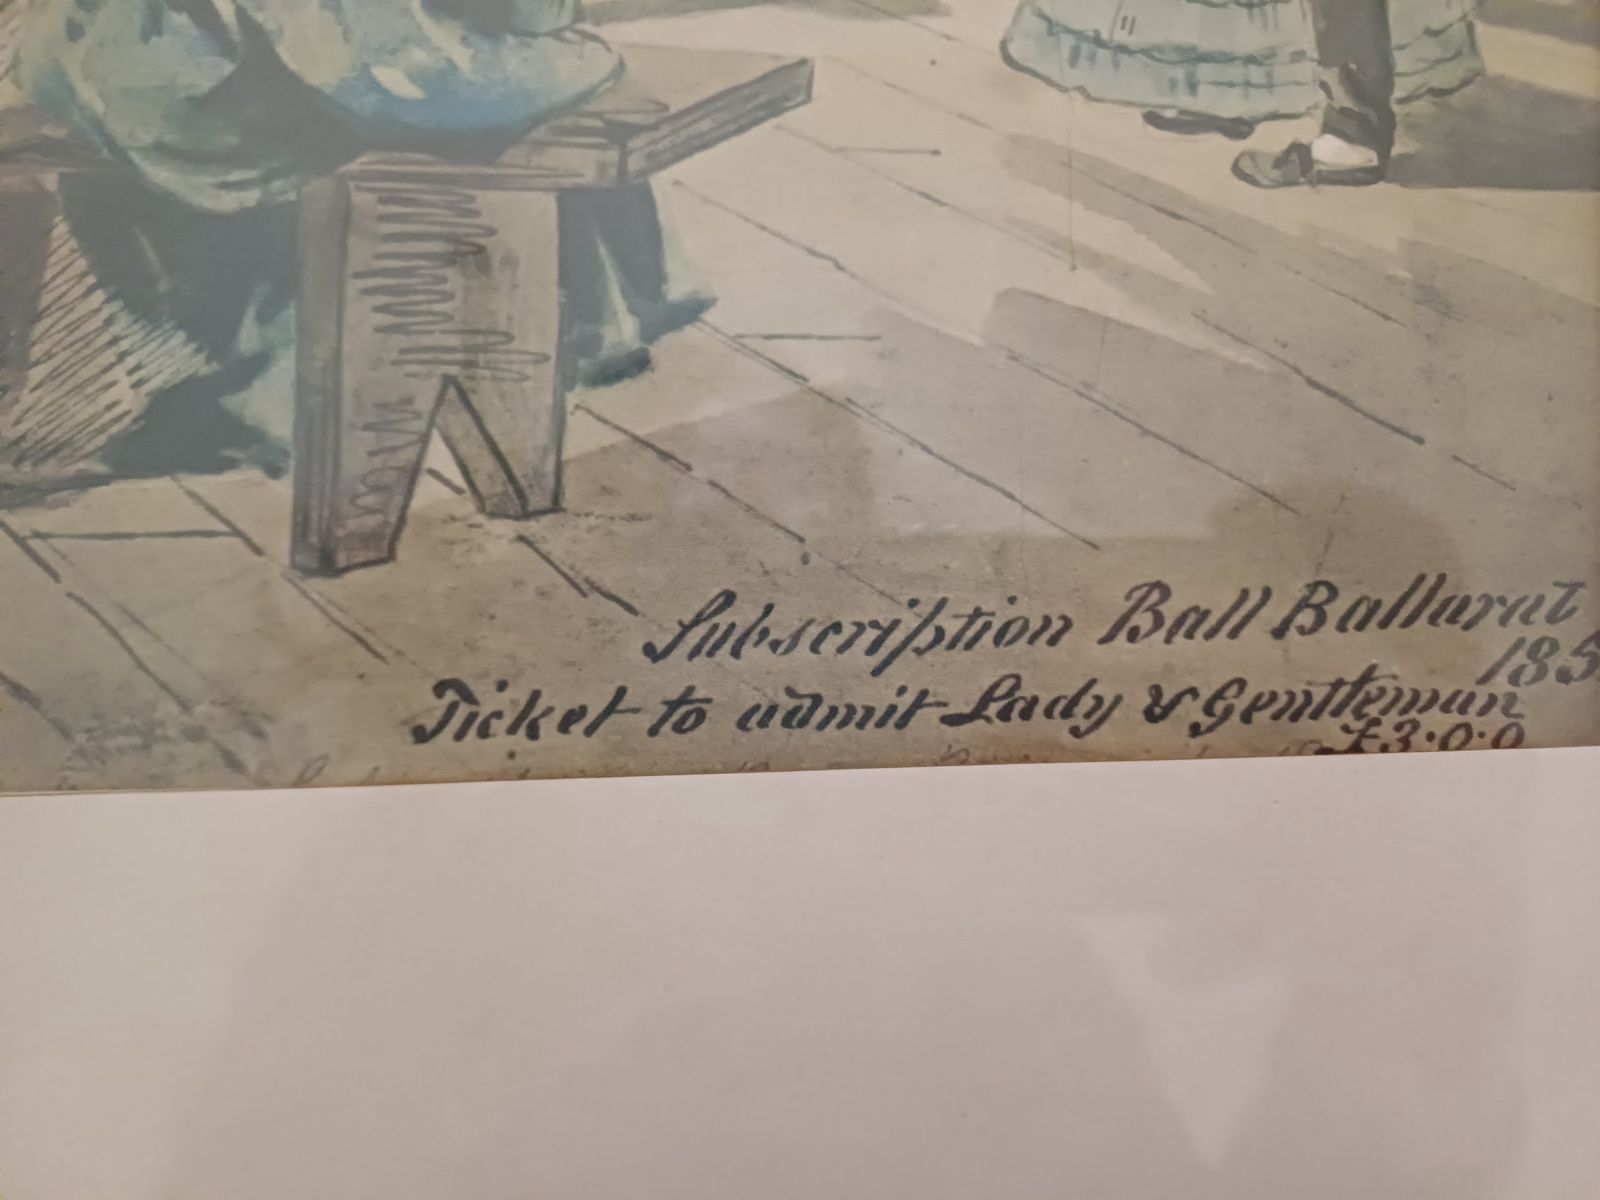 Subscription Ball Ballarat
185
Ticket to admit Lady & Gentleman
£3.0.0